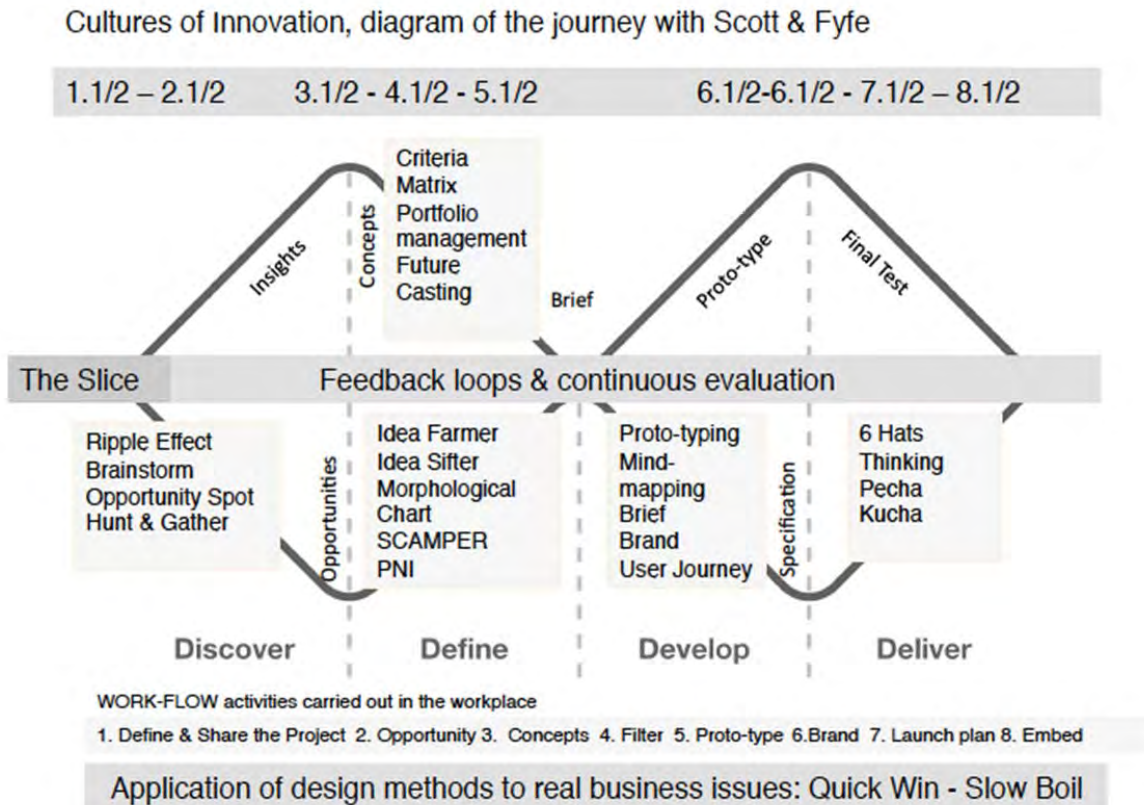 Cultures of Innovation, diagram of the journey with Scott & Fyfe
1.1/2 – 2.1/2
3.1/2 - 4.1/2 - 5.1/2
6.1/2-6.1/2 - 7.1/2 – 8.1/2
Insights
Concepts
Criteria
Matrix
Portfolio
management
Future
Casting
Brief
Proto-type
Final Test
The Slice
Feedback loops & continuous evaluation
Ripple Effect
Brainstorm
Opportunity Spot
Hunt & Gather
Opportunities
Idea Farmer
Idea Sifter
Morphological
Chart
SCAMPER
PNI
Proto-typing
Mind-
mapping
Brief
Brand
User Journey
Specification
6 Hats
Thinking
Pecha
Kucha
Discover
Define
Develop
Deliver
WORK-FLOW activities carried out in the workplace
1. Define & Share the Project 2. Opportunity 3. Concepts 4. Filter 5. Proto-type 6.Brand 7. Launch plan 8. Embed
Application of design methods to real business issues: Quick Win - Slow Boil